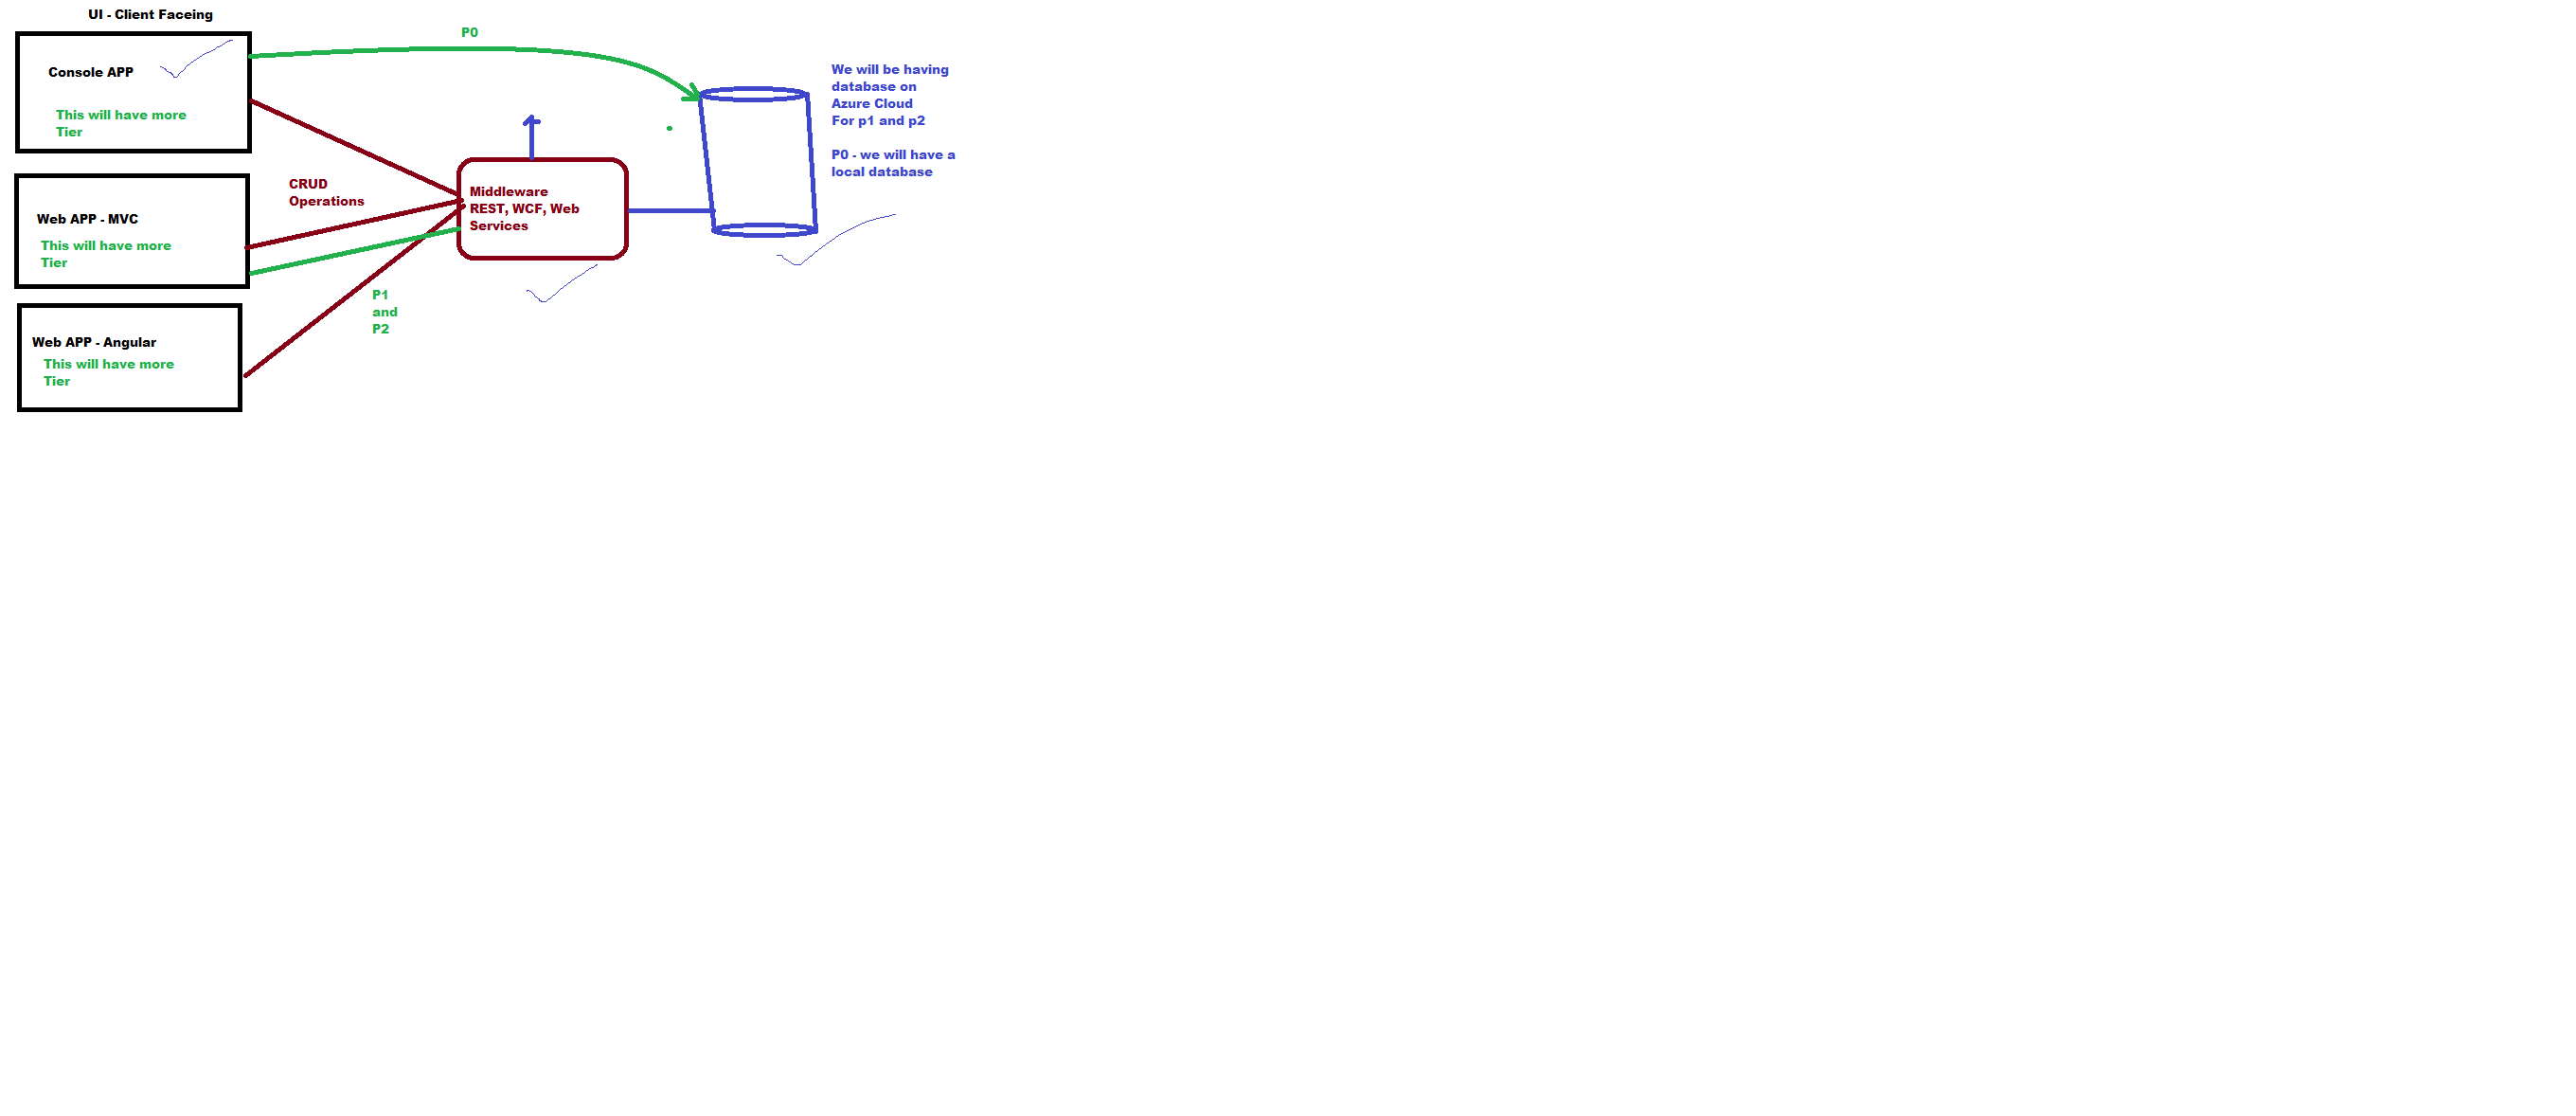 UI - Client Faceing
Console APP
This will have more
Tier
Web APP - MVC
This will have more
Tier
Web APP - Angular
This will have more
Tier
P0
CRUD
Operations
P1
and
P2
Middleware
REST, WCF, Web
Services
We will be having
database on
Azure Cloud
For p1 and p2
P0 - we will have a
local database